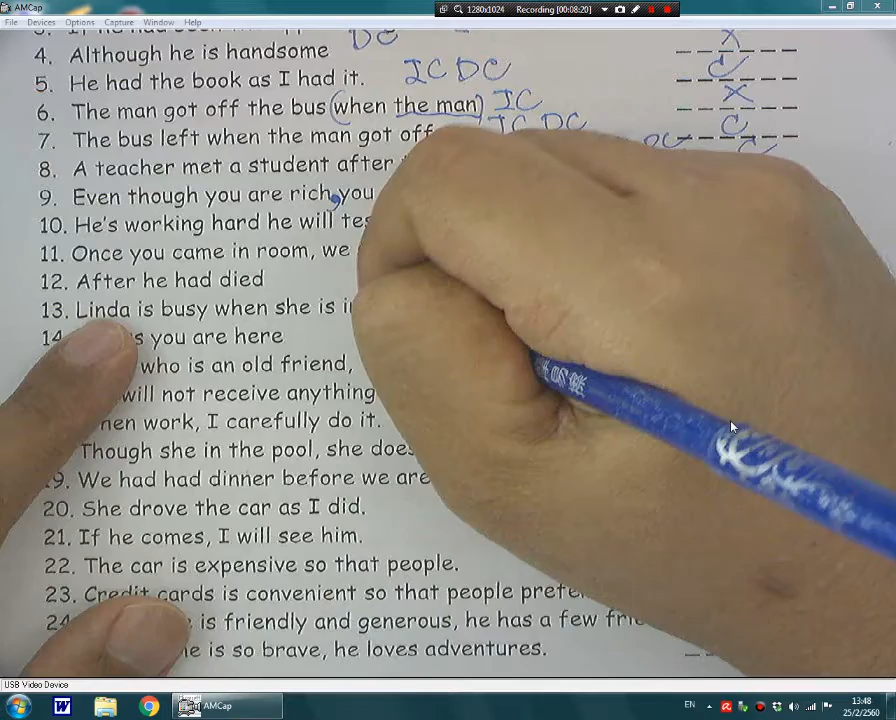 AMCap
1280x1024 Recording [00:08:20]
File Devices Options Capture Window Help
DC
4. Although he is handsome X
5. He had the book as I had it. IC DC C
6. The man got off the bus (when the man) IC X
7. The bus left when the man got off IC DC C
8. A teacher met a student after DC C
9. Even though you are rich, you
10. He's working hard he will
11. Once you came in room, we
12. After he had died
13. Linda is busy when she is
14. you are here
who is an old friend,
will not receive anything
work, I carefully do it.
Though she in the pool, she
19. We had had dinner before we are
20. She drove the car as I did.
21. If he comes, I will see him.
22. The car is expensive so that people.
23. Credit cards is convenient so that people
is friendly and generous, he has a few
is so brave, he loves adventures.
USB Video Device
AMCap
EN 13:48
25/2/2560